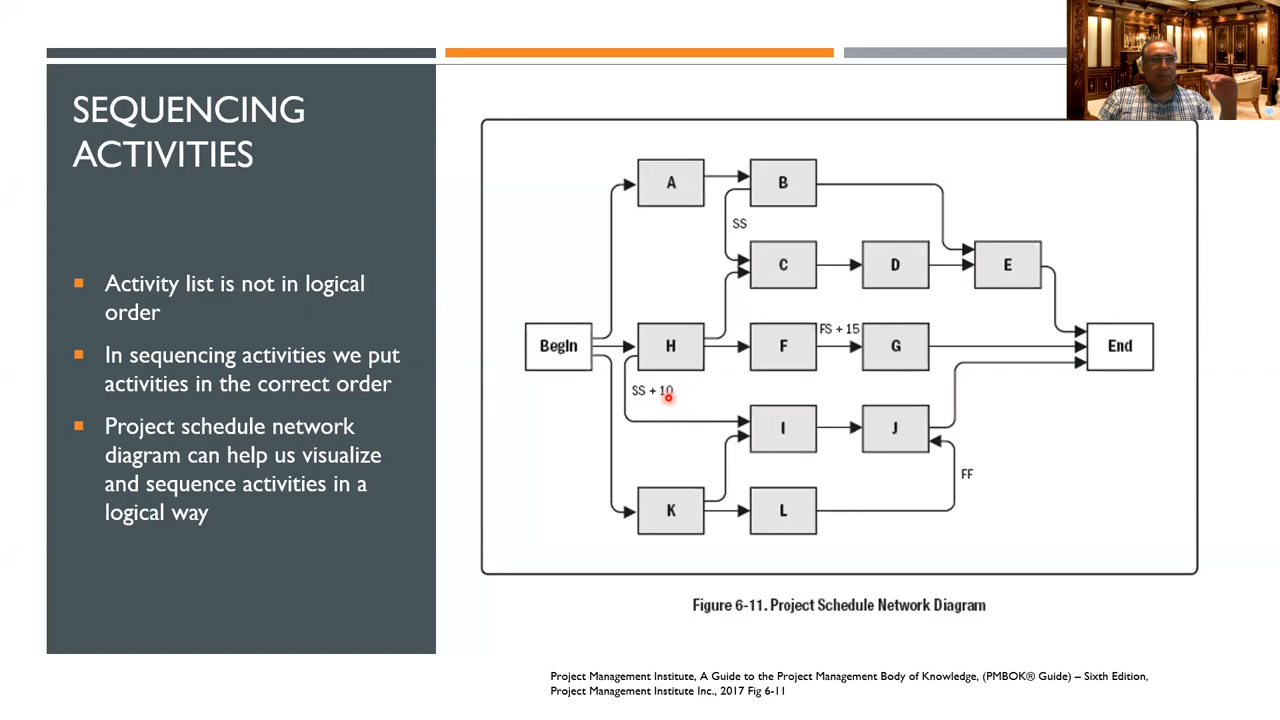 SEQUENCING
ACTIVITIES
Activity list is not in logical
order
In sequencing activities we put
activities in the correct order
Project schedule network
diagram can help us visualize
and sequence activities in a
logical way
A
B
SS
C
D
E
Begin
H
F
FS + 15
G
End
SS + 10
I
J
FF
K
L
Figure 6-11. Project Schedule Network Diagram
Project Management Institute, A Guide to the Project Management Body of Knowledge, (PMBOK® Guide) – Sixth Edition,
Project Management Institute Inc., 2017 Fig 6-11